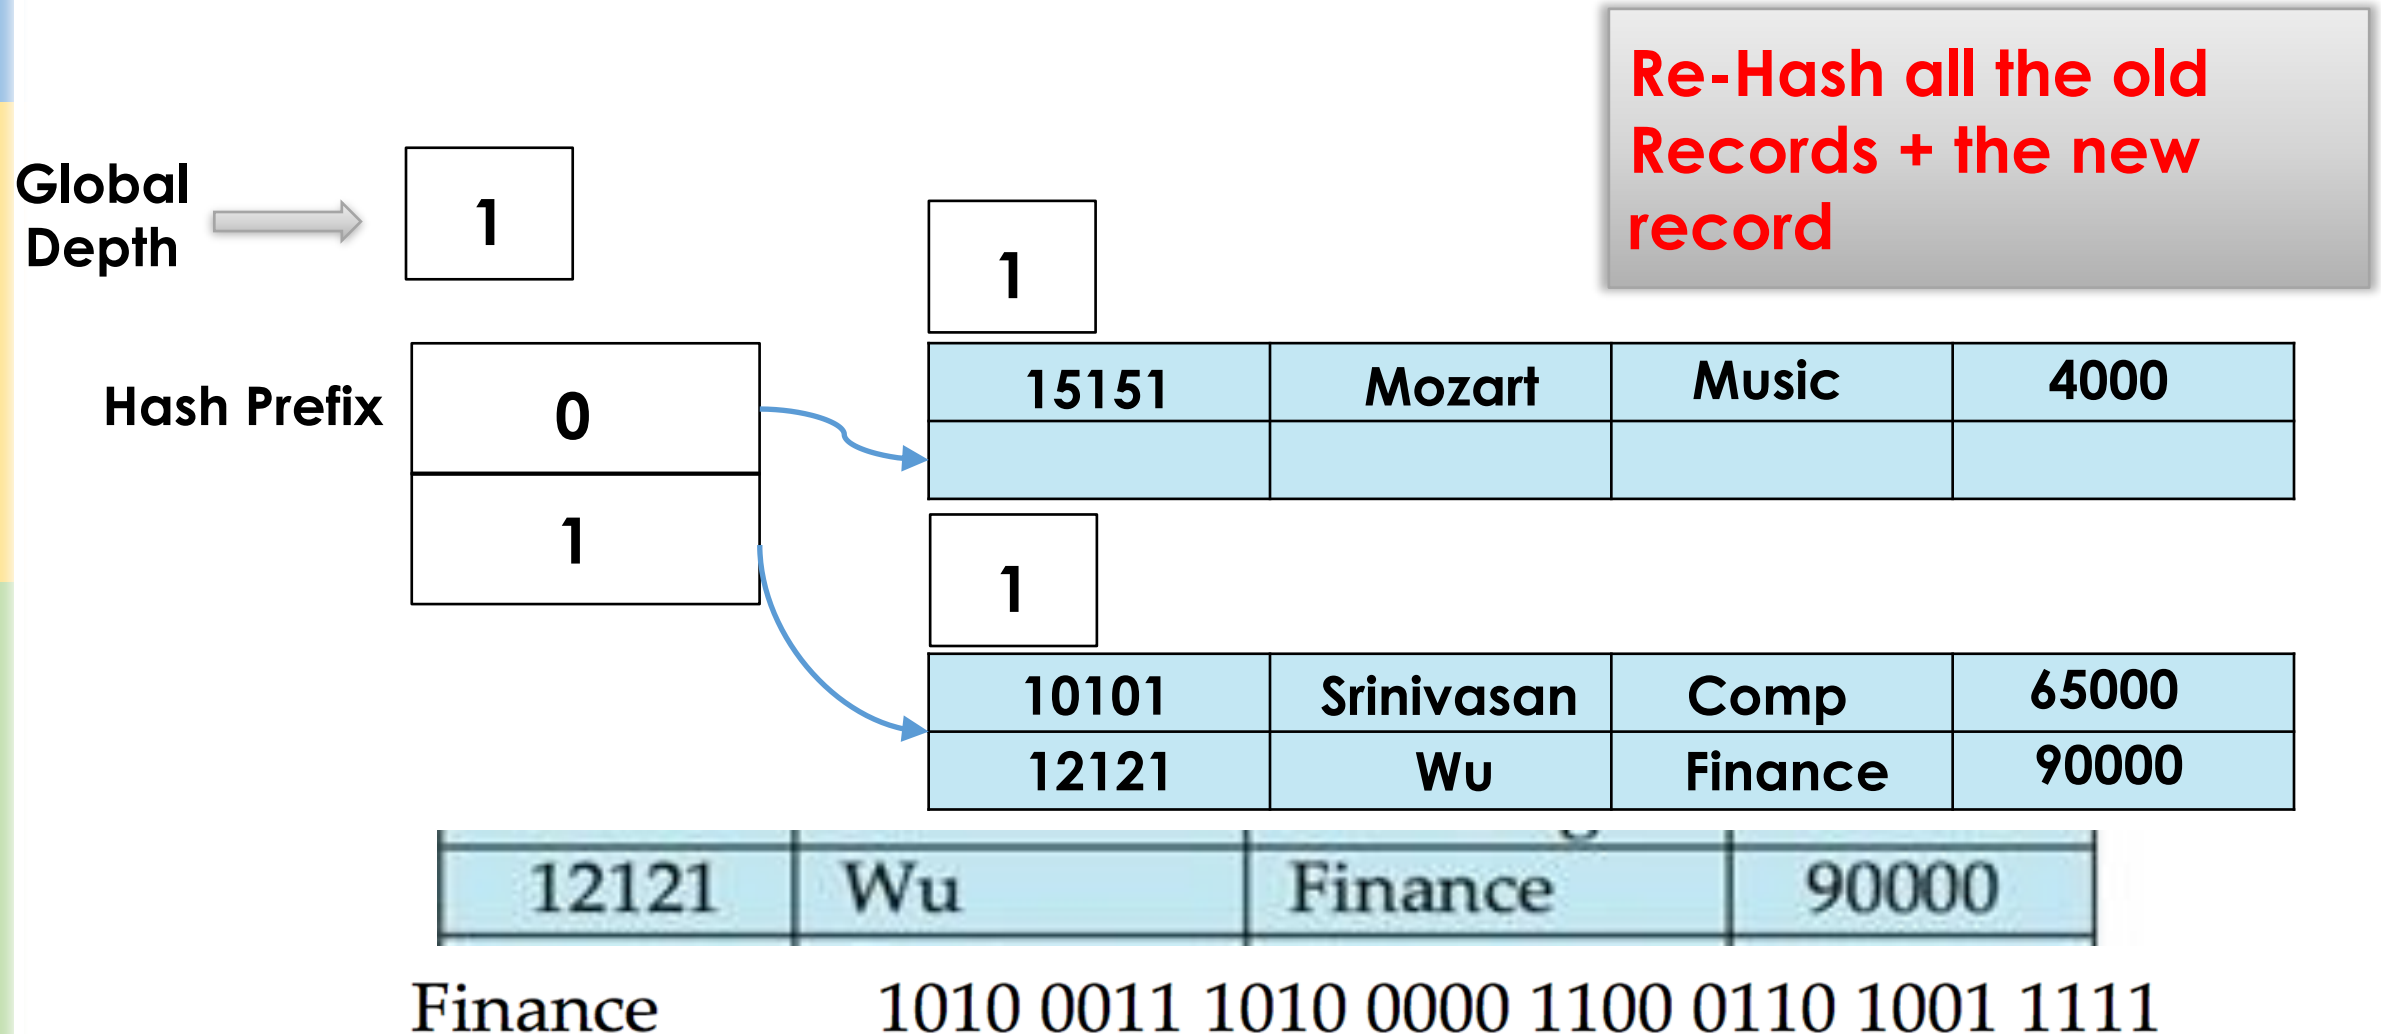 Re-Hash all the old
Records + the new
record
Global
Depth
1
1
Hash Prefix
0
1
15151 Mozart Music 4000
1
10101 Srinivasan Comp 65000
12121 Wu Finance 90000
12121 Wu Finance 90000
Finance 1010 0011 1010 0000 1100 0110 1001 1111